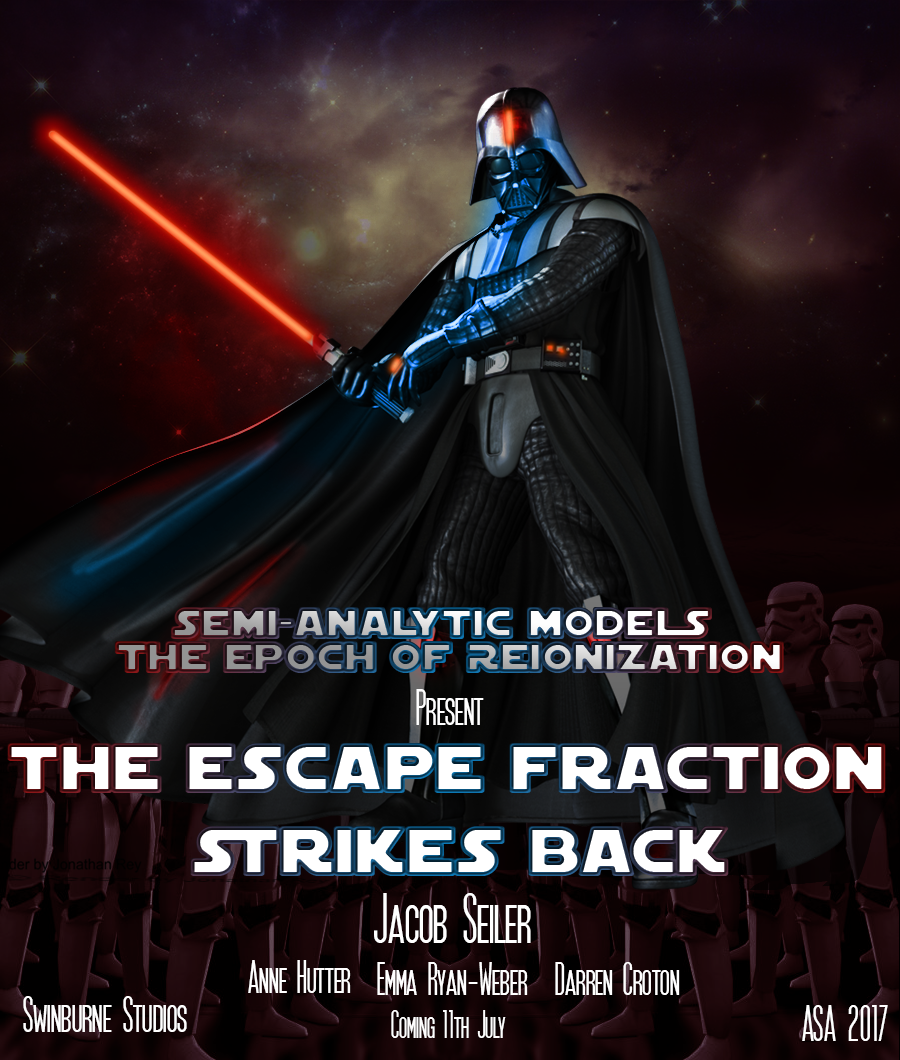 SEMI-ANALYTIC MODELS
THE EPOCH OF REIONIZATION
PRESENT
THE ESCAPE FRACTION
STRIKES BACK
JACOB SEILER
ANNE HUTTER EMMA RYAN-WEBER DARREN CROTON
SWINBURNE STUDIOS COMING 11TH JULY ASA 2017